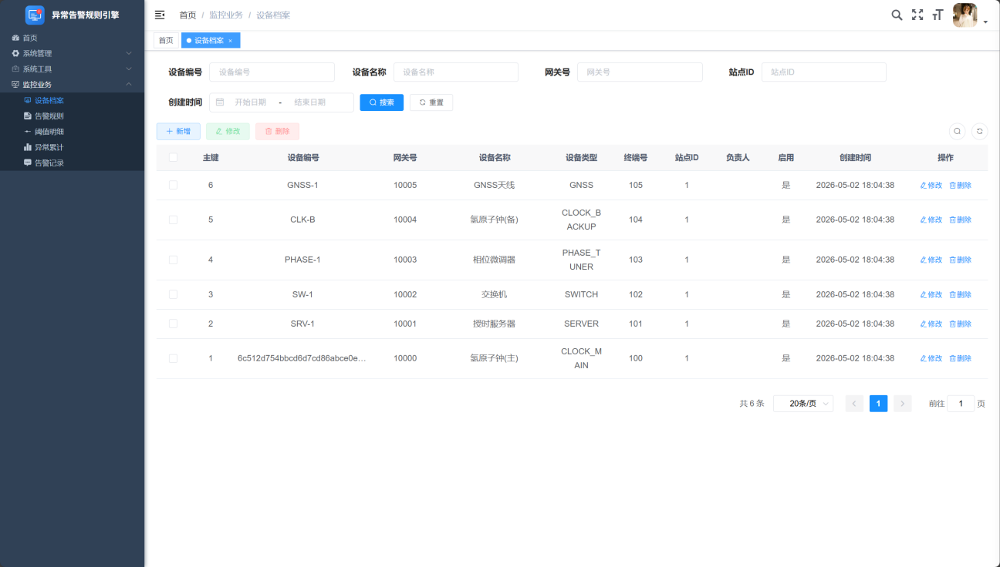 异常告警规则引擎
首页
系统管理
系统工具
监控业务
设备档案
告警规则
阈值明细
异常累计
告警记录
首页 / 监控业务 / 设备档案
首页 设备档案 ×
设备编号 设备编号 设备名称 设备名称 网关号 网关号 站点ID 站点ID
创建时间 开始日期 - 结束日期 搜索 重置
+ 新增 修改 删除
主键 设备编号 网关号 设备名称 设备类型 终端号 站点ID 负责人 启用 创建时间 操作
6 GNSS-1 10005 GNSS天线 GNSS 105 1 是 2026-05-02 18:04:38 修改 删除
5 CLK-B 10004 氢原子钟(备) CLOCK_B 104 1 是 2026-05-02 18:04:38 修改 删除
ACKUP
4 PHASE-1 10003 相位微调器 PHASE_T 103 1 是 2026-05-02 18:04:38 修改 删除
UNER
3 SW-1 10002 交换机 SWITCH 102 1 是 2026-05-02 18:04:38 修改 删除
2 SRV-1 10001 授时服务器 SERVER 101 1 是 2026-05-02 18:04:38 修改 删除
1 6c512d754bbcd6d7cd86abce0e… 10000 氢原子钟(主) CLOCK_M 100 1 是 2026-05-02 18:04:38 修改 删除
AIN
共 6 条 20条/页 1 前往 1 页